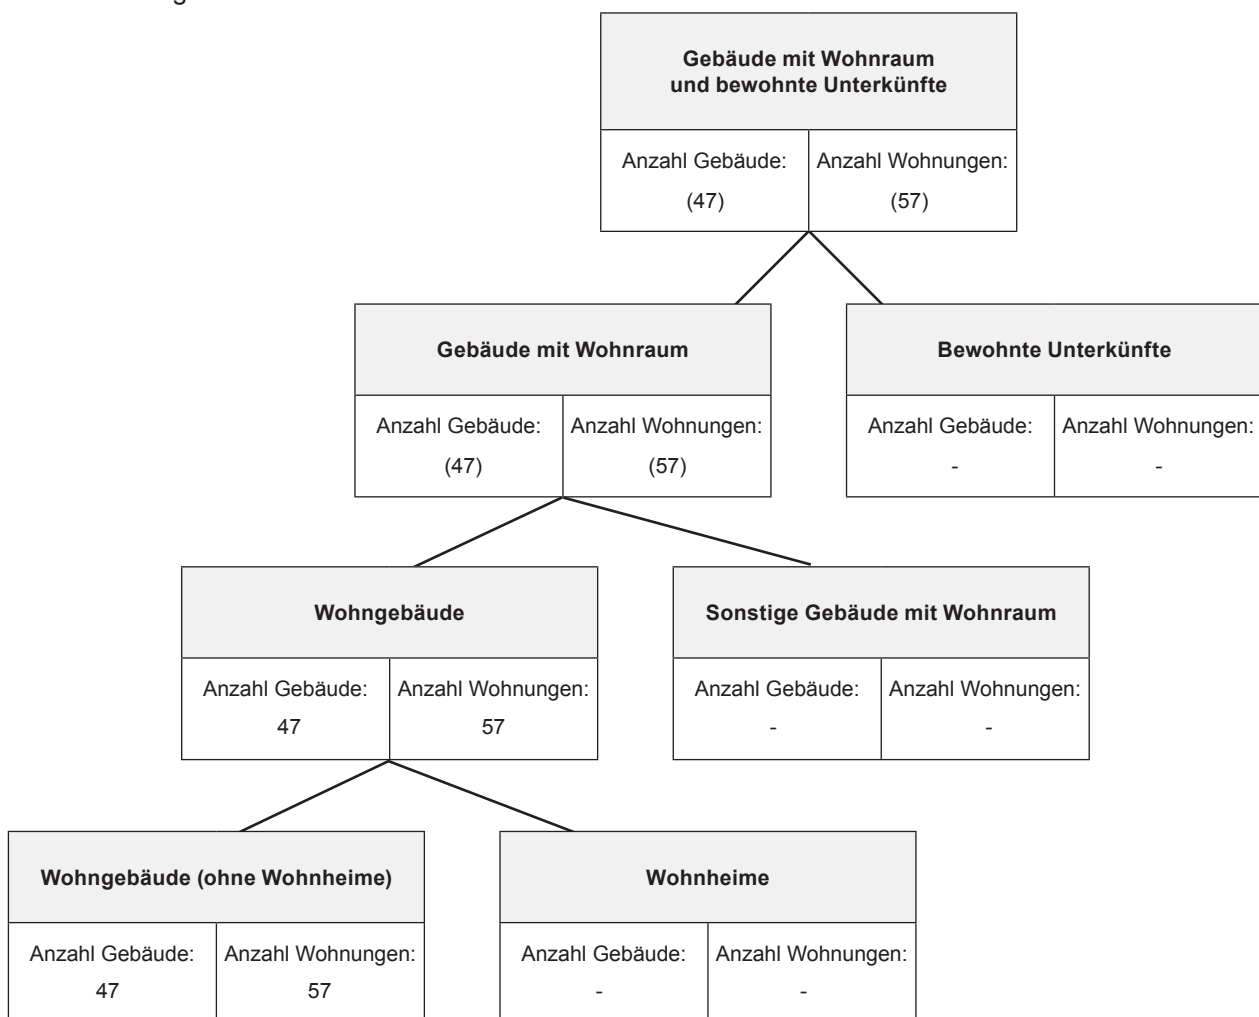 Gebäude mit Wohnraum
und bewohnte Unterkünfte
Anzahl Gebäude:
(47)
Anzahl Wohnungen:
(57)
Gebäude mit Wohnraum
Anzahl Gebäude:
(47)
Anzahl Wohnungen:
(57)
Bewohnte Unterkünfte
Anzahl Gebäude:
-
Anzahl Wohnungen:
-
Wohngebäude
Anzahl Gebäude:
47
Anzahl Wohnungen:
57
Sonstige Gebäude mit Wohnraum
Anzahl Gebäude:
-
Anzahl Wohnungen:
-
Wohngebäude (ohne Wohnheime)
Anzahl Gebäude:
47
Anzahl Wohnungen:
57
Wohnheime
Anzahl Gebäude:
-
Anzahl Wohnungen:
-